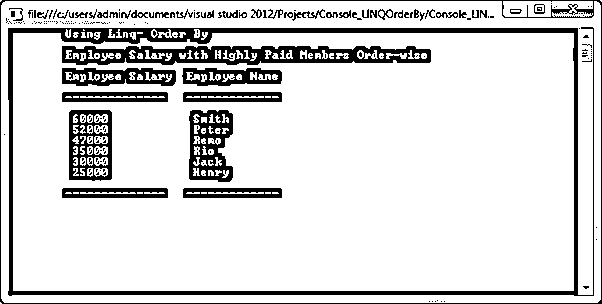 file:///c:/users/admin/documents/visual studio 2012/Projects/Console_LINQOrderBy/Console_LIN...
Using Linq- Order By
Employee Salary with Highly Paid Members Order-wise
Employee Salary Employee Name
--------------- -------------
60000 Smith
52000 Peter
47000 Remo
35000 Rio
30000 Jack
25000 Henry
--------------- -------------